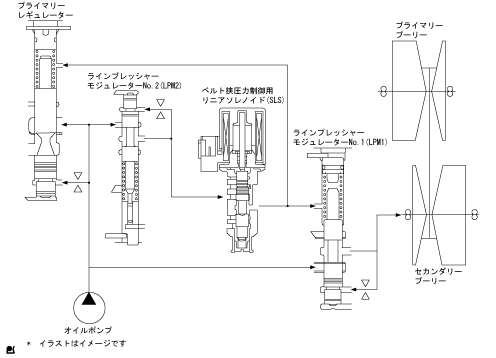 プライマリー
レギュレーター
ラインプレッシャー
モジュレーターNo.2(LPM2)
ベルト挟圧力制御用
リニアソレノイド(SLS)
ラインプレッシャー
モジュレーターNo.1(LPM1)
プライマリー
プーリー
セカンダリー
プーリー
オイルポンプ
* イラストはイメージです